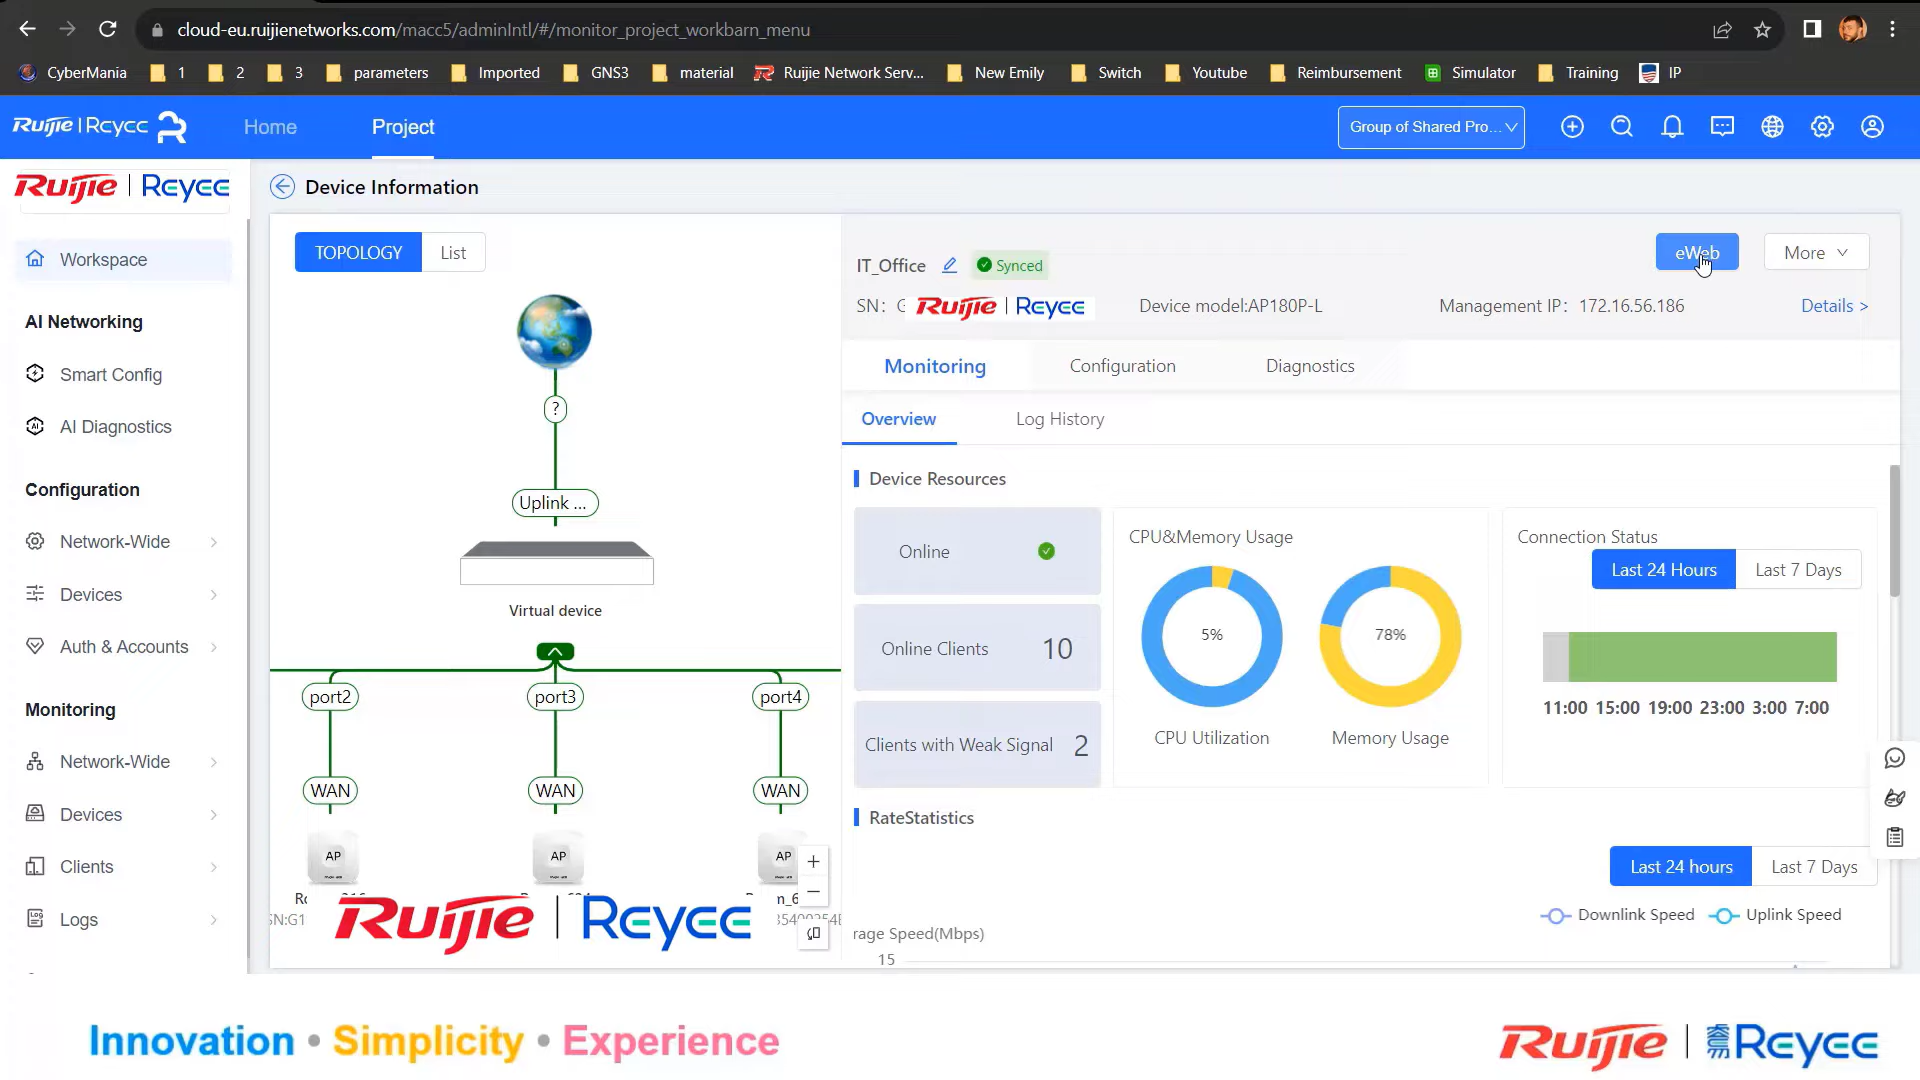 cloud-eu.ruijienetworks.com/macc5/adminIntl/#/monitor_project_workbarn_menu
CyberMania 1 2 3 parameters Imported GNS3 material Ruijie Network Serv... New Emily Switch Youtube Reimbursement Simulator Training IP
Ruijie | Reyee Home Project Group of Shared Pro...
Ruijie | Reyee
Workspace
AI Networking
Smart Config
AI Diagnostics
Configuration
Network-Wide
Devices
Auth & Accounts
Monitoring
Network-Wide
Devices
Clients
Logs
Device Information
TOPOLOGY List
?
Uplink ...
Virtual device
port2 port3 port4
WAN WAN WAN
AP AP AP
SN:G1
Ruijie | Reyee
IT_Office Synced eWeb More
SN: G Ruijie | Reyee Device model:AP180P-L Management IP: 172.16.56.186 Details >
Monitoring Configuration Diagnostics
Overview Log History
Device Resources
Online
Online Clients 10
Clients with Weak Signal 2
CPU&Memory Usage
5% 78%
CPU Utilization Memory Usage
Connection Status
Last 24 Hours Last 7 Days
11:00 15:00 19:00 23:00 3:00 7:00
RateStatistics
Last 24 hours Last 7 Days
Downlink Speed Uplink Speed
rage Speed(Mbps)
15
Innovation • Simplicity • Experience
Ruijie | 睿易 Reyee